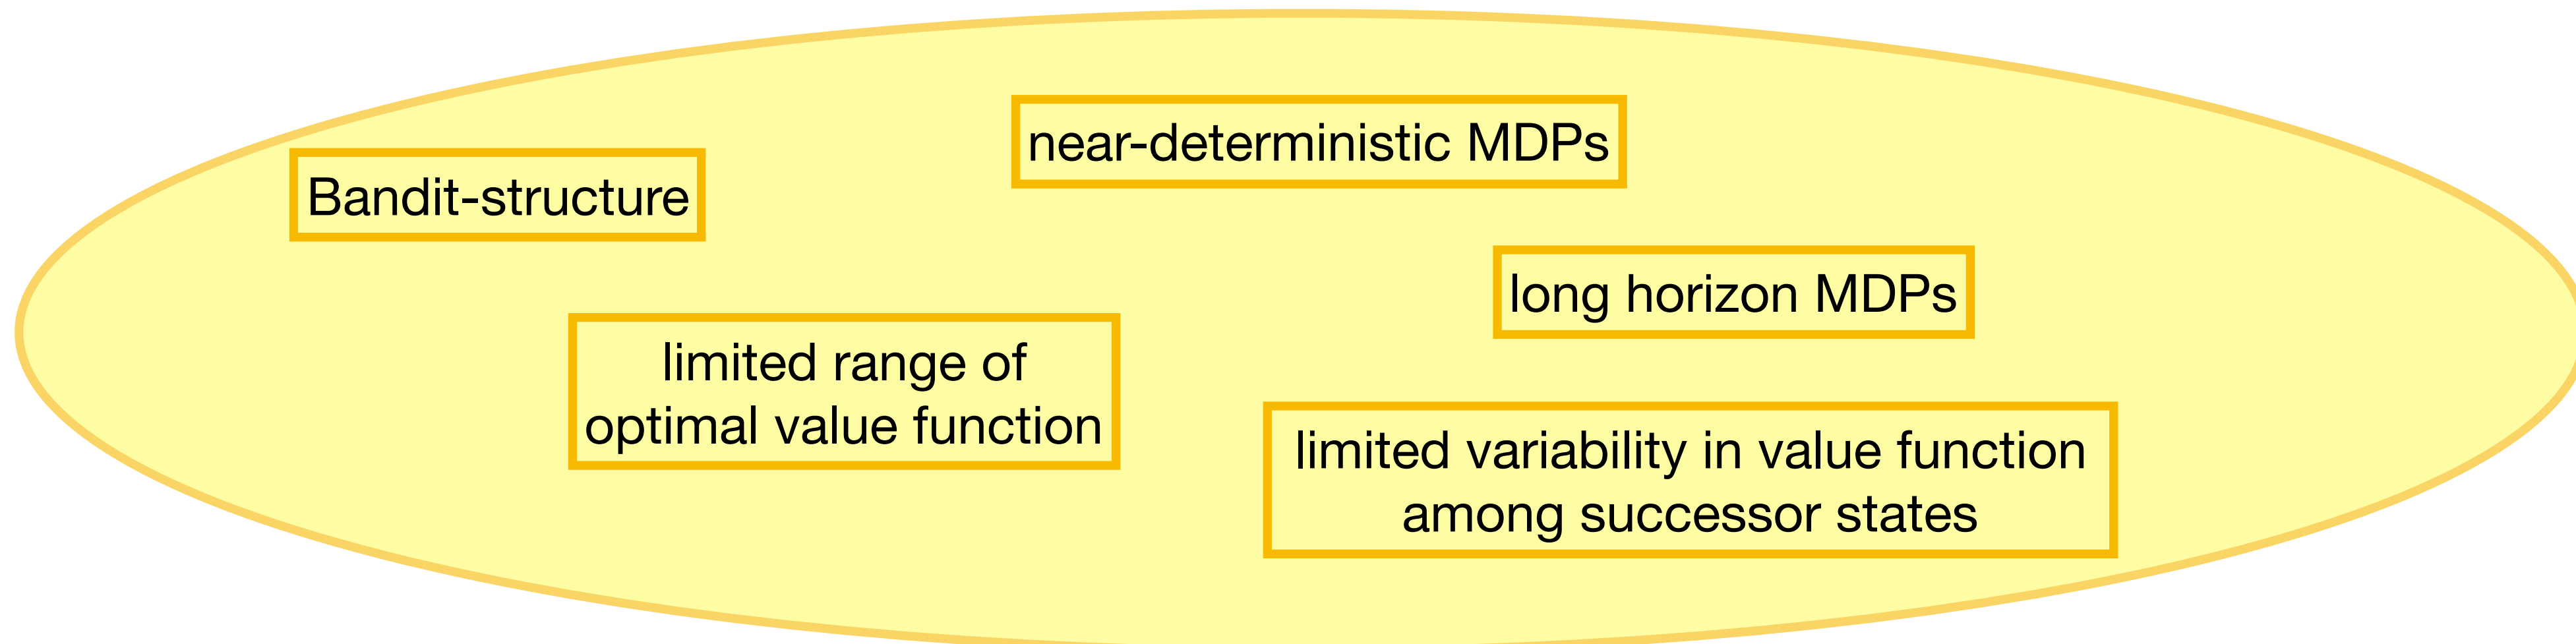 near-deterministic MDPs
Bandit-structure
long horizon MDPs
limited range of
optimal value function
limited variability in value function
among successor states